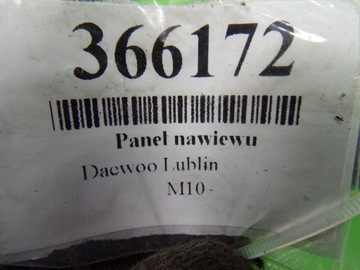 366172
Panel nawiewu
Daewoo Lublin
M10-